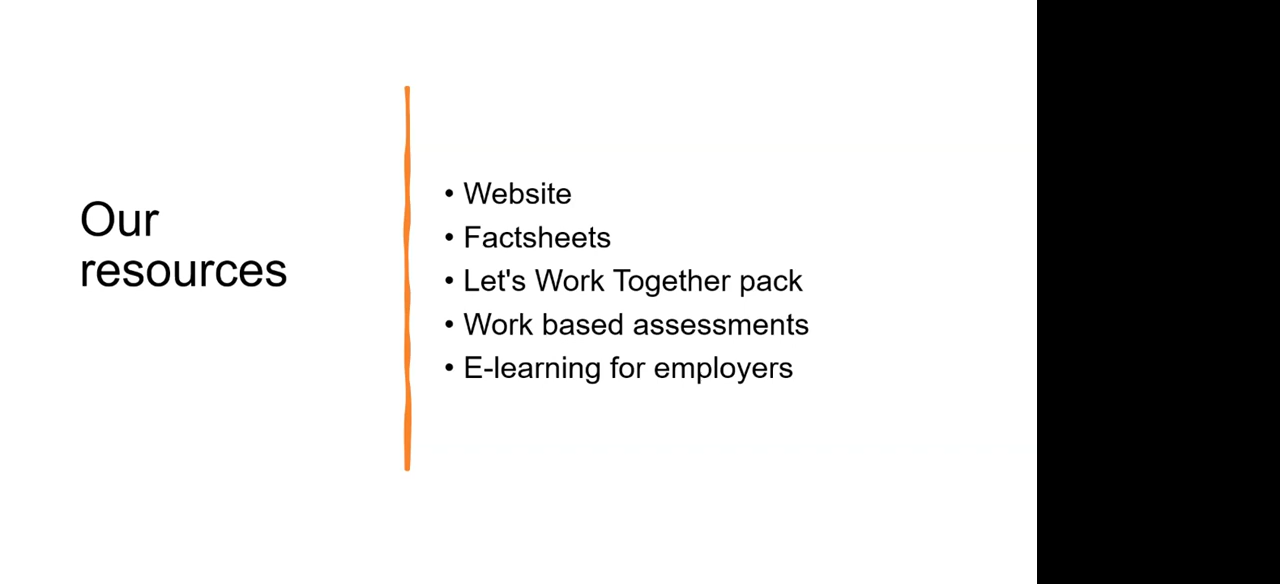 Our
resources
• Website
• Factsheets
• Let's Work Together pack
• Work based assessments
• E-learning for employers